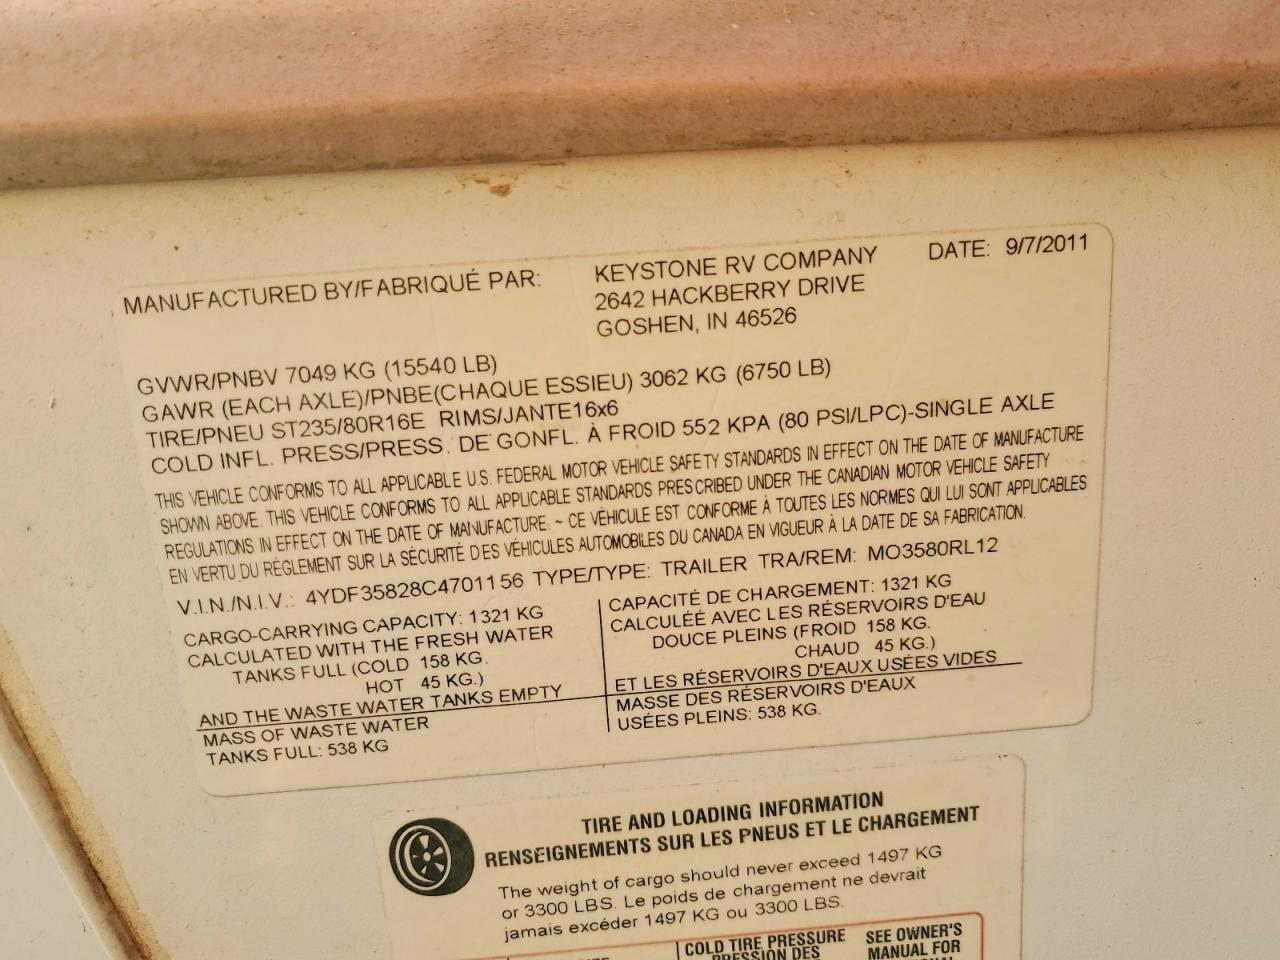 MANUFACTURED BY/FABRIQUÉ PAR: KEYSTONE RV COMPANY DATE: 9/7/2011
2642 HACKBERRY DRIVE
GOSHEN, IN 46526
GVWR/PNBV 7049 KG (15540 LB)
GAWR (EACH AXLE)/PNBE(CHAQUE ESSIEU) 3062 KG (6750 LB)
TIRE/PNEU ST235/80R16E RIMS/JANTE16x6
COLD INFL. PRESS/PRESS. DE GONFL. À FROID 552 KPA (80 PSI/LPC)-SINGLE AXLE
THIS VEHICLE CONFORMS TO ALL APPLICABLE U.S. FEDERAL MOTOR VEHICLE SAFETY STANDARDS IN EFFECT ON THE DATE OF MANUFACTURE
SHOWN ABOVE. THIS VEHICLE CONFORMS TO ALL APPLICABLE STANDARDS PRESCRIBED UNDER THE CANADIAN MOTOR VEHICLE SAFETY
REGULATIONS IN EFFECT ON THE DATE OF MANUFACTURE. ~ CE VÉHICULE EST CONFORME À TOUTES LES NORMES QUI LUI SONT APPLICABLES
EN VERTU DU RÈGLEMENT SUR LA SÉCURITÉ DES VÉHICULES AUTOMOBILES DU CANADA EN VIGUEUR À LA DATE DE SA FABRICATION.
V.I.N./N.I.V.: 4YDF35828C4701156 TYPE/TYPE: TRAILER TRA/REM: MO3580RL12
CARGO-CARRYING CAPACITY: 1321 KG
CALCULATED WITH THE FRESH WATER
TANKS FULL (COLD 158 KG.
HOT 45 KG.)
AND THE WASTE WATER TANKS EMPTY
MASS OF WASTE WATER
TANKS FULL: 538 KG
CAPACITÉ DE CHARGEMENT: 1321 KG
CALCULÉE AVEC LES RÉSERVOIRS D'EAU
DOUCE PLEINS (FROID 158 KG.
CHAUD 45 KG.)
ET LES RÉSERVOIRS D'EAUX USÉES VIDES
MASSE DES RÉSERVOIRS D'EAUX
USÉES PLEINS: 538 KG.
TIRE AND LOADING INFORMATION
RENSEIGNEMENTS SUR LES PNEUS ET LE CHARGEMENT
The weight of cargo should never exceed 1497 KG
or 3300 LBS. Le poids de chargement ne devrait
jamais excéder 1497 KG ou 3300 LBS.
COLD TIRE PRESSURE
PRESSION DES
SEE OWNER'S
MANUAL FOR